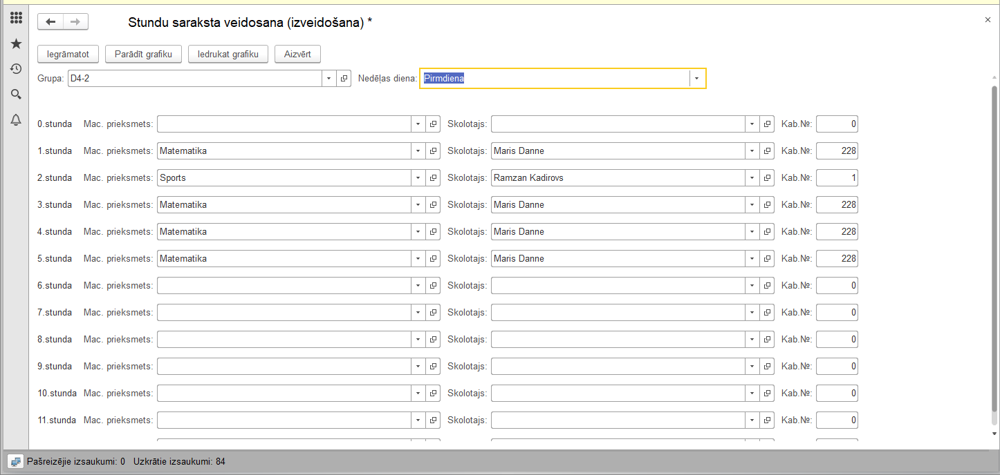 Stundu saraksta veidosana (izveidošana) *
Iegrāmatot Parādīt grafiku Iedrukat grafiku Aizvērt
Grupa: D4-2 Nedēļas diena: Pirmdiena
0.stunda Mac. prieksmets: Skolotajs: Kab.№: 0
1.stunda Mac. prieksmets: Matematika Skolotajs: Maris Danne Kab.№: 228
2.stunda Mac. prieksmets: Sports Skolotajs: Ramzan Kadirovs Kab.№: 1
3.stunda Mac. prieksmets: Matematika Skolotajs: Maris Danne Kab.№: 228
4.stunda Mac. prieksmets: Matematika Skolotajs: Maris Danne Kab.№: 228
5.stunda Mac. prieksmets: Matematika Skolotajs: Maris Danne Kab.№: 228
6.stunda Mac. prieksmets: Skolotajs: Kab.№: 0
7.stunda Mac. prieksmets: Skolotajs: Kab.№: 0
8.stunda Mac. prieksmets: Skolotajs: Kab.№: 0
9.stunda Mac. prieksmets: Skolotajs: Kab.№: 0
10.stunda Mac. prieksmets: Skolotajs: Kab.№: 0
11.stunda Mac. prieksmets: Skolotajs: Kab.№: 0
Pašreizējie izsaukumi: 0 Uzkrātie izsaukumi: 84